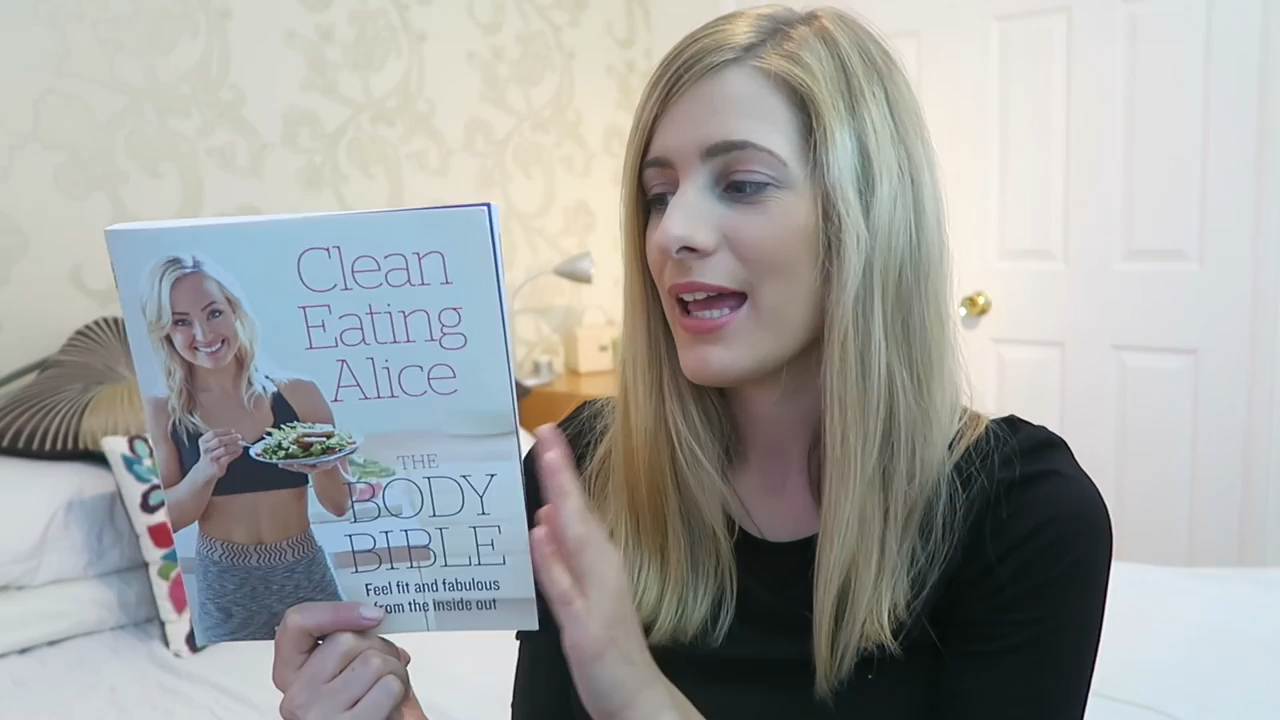 Clean
Eating
Alice
THE
BODY
BIBLE
Feel fit and fabulous
from the inside out